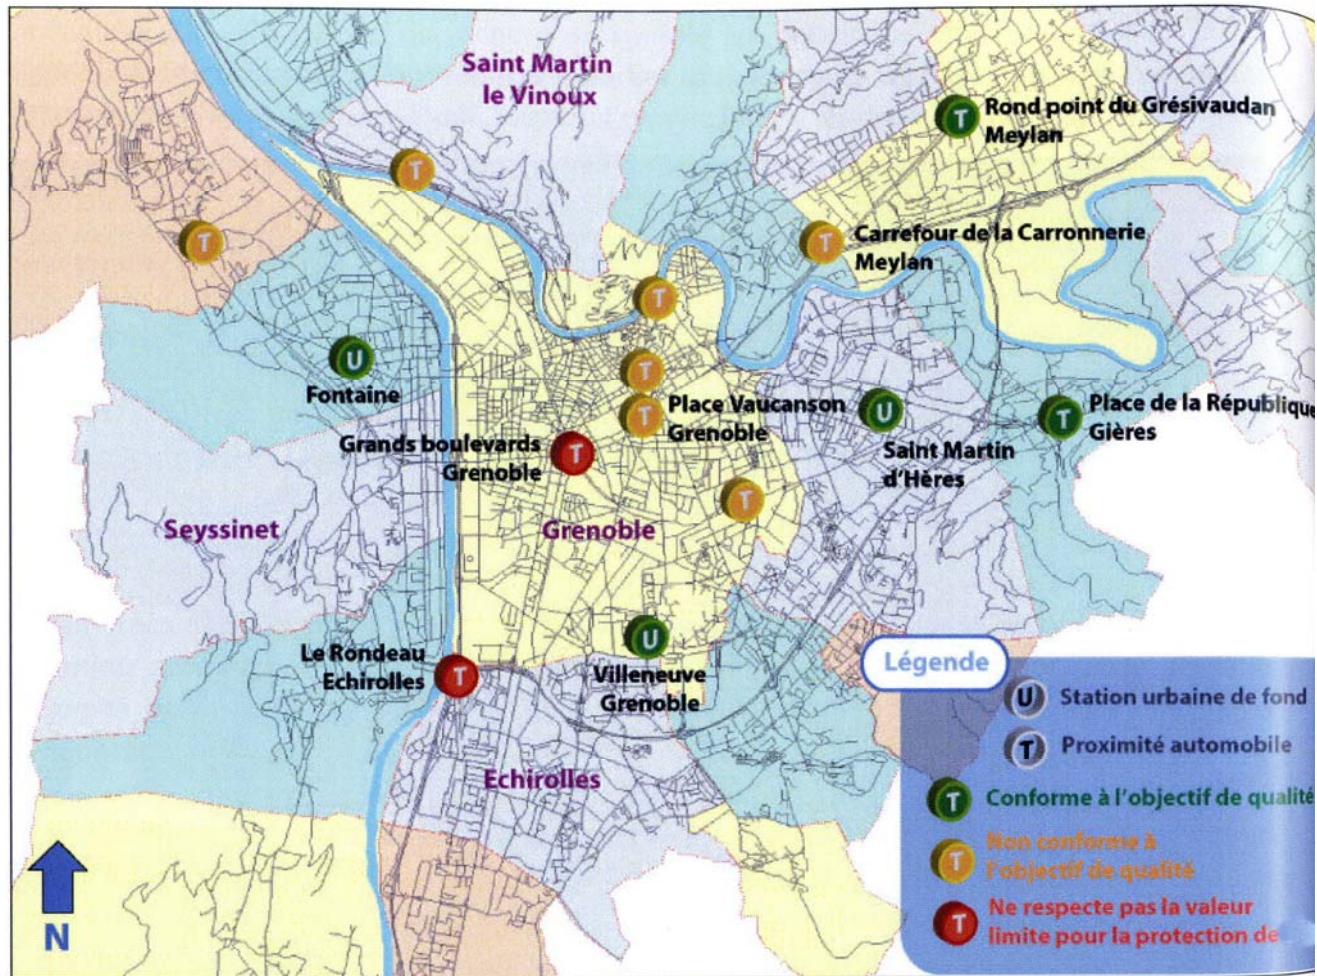 Saint Martin
le Vinoux
Rond point du Grésivaudan
Meylan
T
T
T
Carrefour de la Carronnerie
Meylan
T
T
U
Fontaine
T
T
Place Vaucanson
Grenoble
U
Saint Martin
d'Hères
T
Place de la République
Gières
Grands boulevards
Grenoble
T
T
Seyssinet
Grenoble
Le Rondeau
Echirolles
T
U
Villeneuve
Grenoble
Echirolles
Légende
U Station urbaine de fond
T Proximité automobile
T Conforme à l'objectif de qualité
T Non conforme à
l'objectif de qualité
T Ne respecte pas la valeur
limite pour la protection de
N